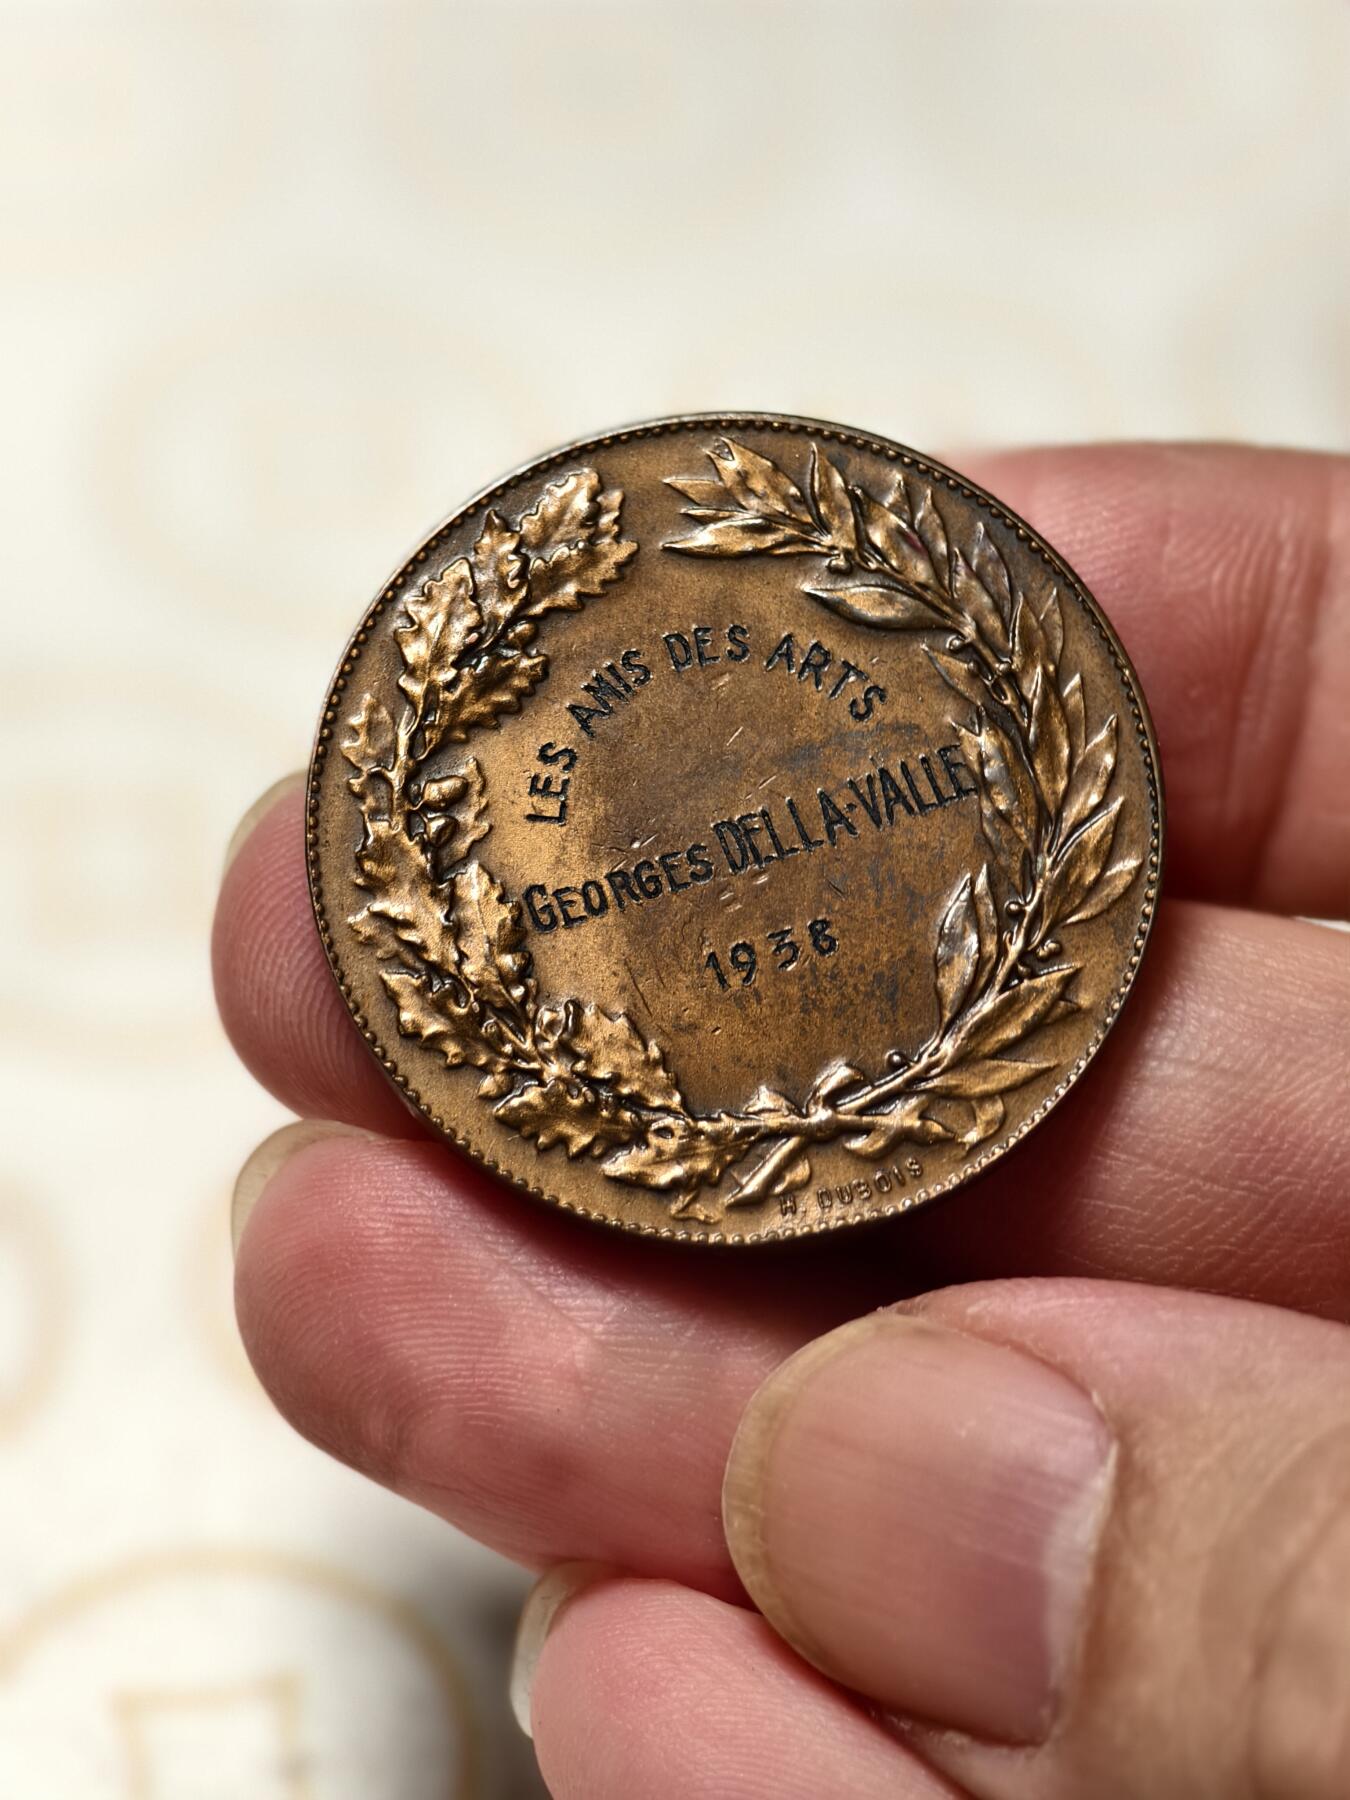 LES AMIS DES ARTS
GEORGES DELLA-VALLE
1938
H. DUBOIS